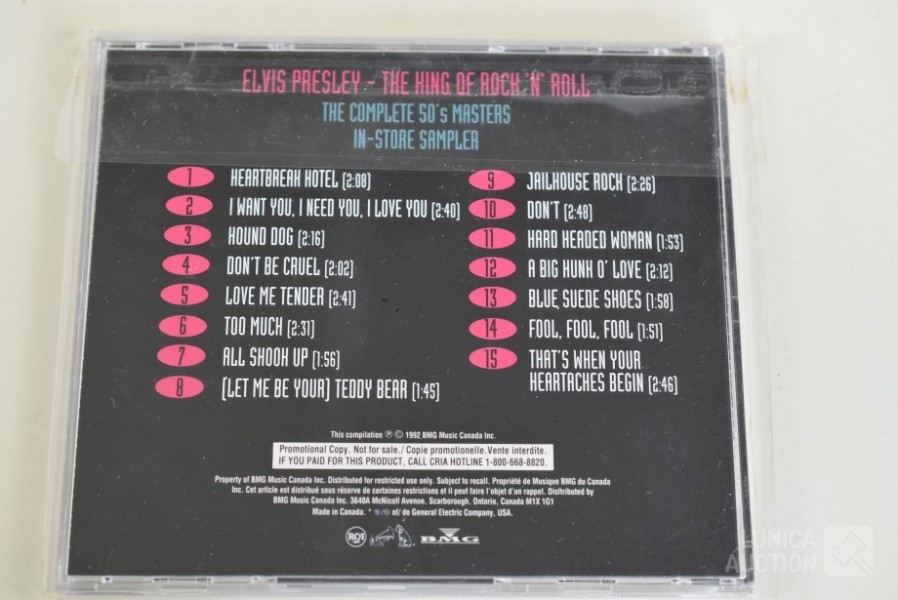 ELVIS PRESLEY - THE KING OF ROCK 'N' ROLL
THE COMPLETE 50's MASTERS
IN-STORE SAMPLER
1 HEARTBREAK HOTEL [2:08]
2 I WANT YOU, I NEED YOU, I LOVE YOU [2:40]
3 HOUND DOG [2:16]
4 DON'T BE CRUEL [2:02]
5 LOVE ME TENDER [2:41]
6 TOO MUCH [2:31]
7 ALL SHOOK UP [1:56]
8 [LET ME BE YOUR] TEDDY BEAR [1:45]
9 JAILHOUSE ROCK [2:26]
10 DON'T [2:48]
11 HARD HEADED WOMAN [1:53]
12 A BIG HUNK O' LOVE [2:12]
13 BLUE SUEDE SHOES [1:58]
14 FOOL, FOOL, FOOL [1:51]
15 THAT'S WHEN YOUR
HEARTACHES BEGIN [2:46]
This compilation ℗ © 1992 BMG Music Canada Inc.
Promotional Copy. Not for sale./ Copie promotionelle.Vente interdite.
IF YOU PAID FOR THIS PRODUCT, CALL CRIA HOTLINE 1-800-668-8820.
Property of BMG Music Canada Inc. Distributed for restricted use only. Subject to recall. Propriété de Musique BMG du Canada
Inc. Cet article est distribué sous réserve de certaines restrictions et il peut faire l'objet d'un rappel. Distributed by
BMG Music Canada Inc. 3640A McNicoll Avenue, Scarborough. Ontario, Canada M1X 1G1
Made in Canada. * of/ de General Electric Company, USA.
RCA
BMG
UNICA
AUCTION